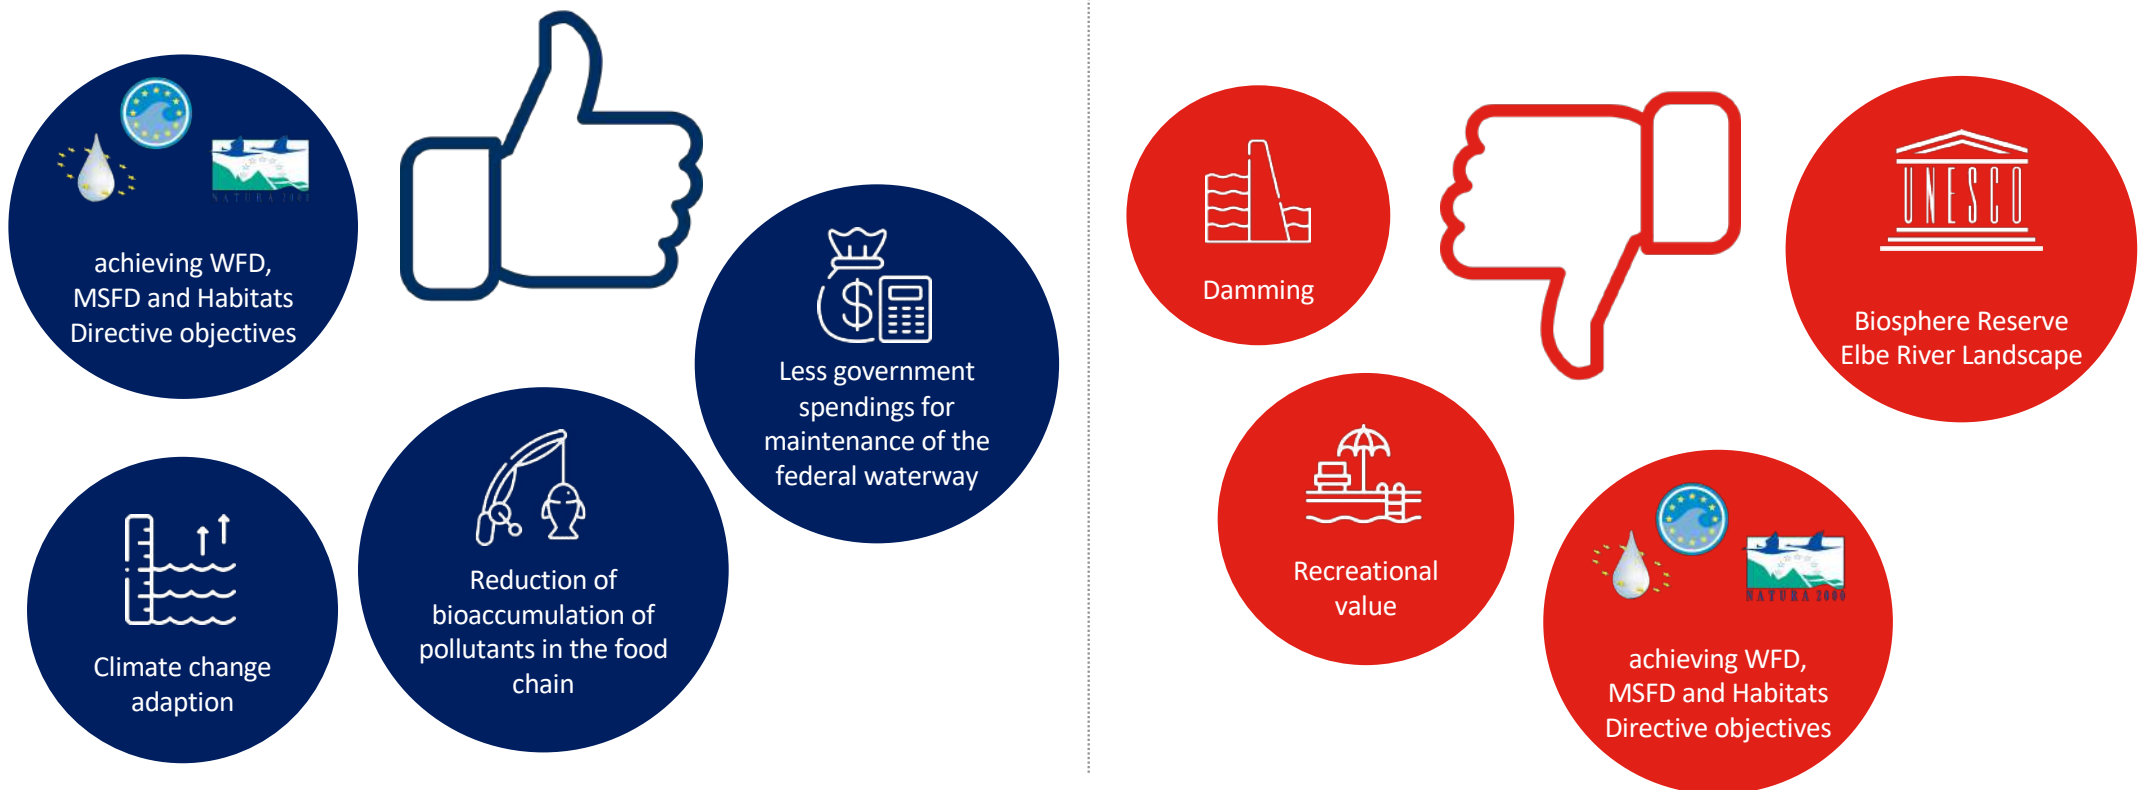 NATURA 2000
achieving WFD,
MSFD and Habitats
Directive objectives
$
Less government
spendings for
maintenance of the
federal waterway
Reduction of
bioaccumulation of
pollutants in the food
chain
Climate change
adaption
Damming
UNESCO
Biosphere Reserve
Elbe River Landscape
Recreational
value
NATURA 2000
achieving WFD,
MSFD and Habitats
Directive objectives